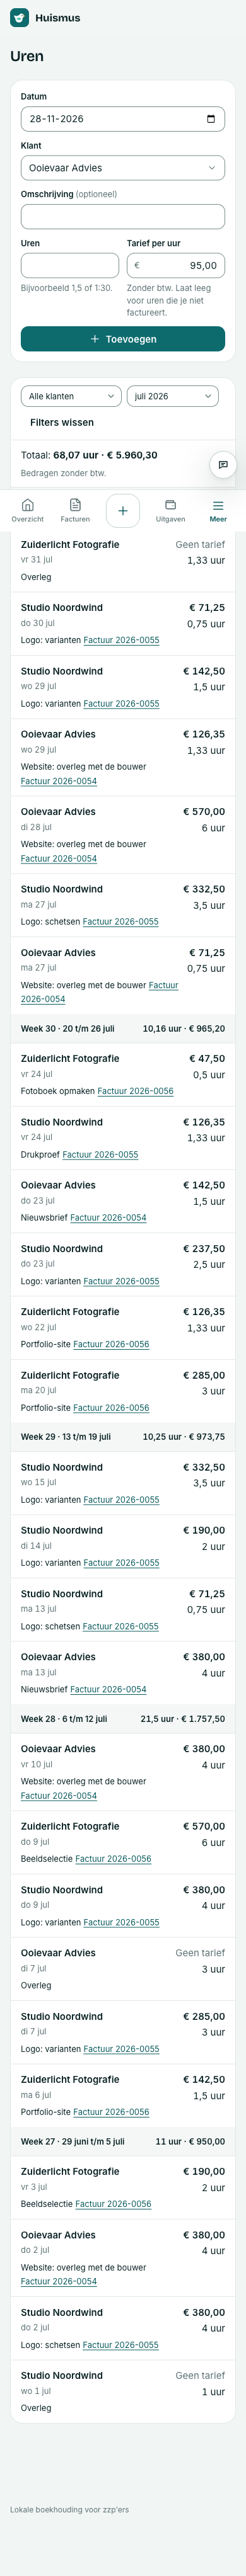 Huismus
Uren
Datum
28-11-2026
Klant
Ooievaar Advies
Omschrijving (optioneel)
Uren
Tarief per uur
€ 95,00
Bijvoorbeeld 1,5 of 1:30.
Zonder btw. Laat leeg
voor uren die je niet
factureert.
Toevoegen
Alle klanten
juli 2026
Filters wissen
Totaal: 68,07 uur · € 5.960,30
Bedragen zonder btw.
Overzicht
Facturen
Uitgaven
Meer
Zuiderlicht Fotografie Geen tarief
vr 31 jul 1,33 uur
Overleg
Studio Noordwind € 71,25
do 30 jul 0,75 uur
Logo: varianten Factuur 2026-0055
Studio Noordwind € 142,50
wo 29 jul 1,5 uur
Logo: varianten Factuur 2026-0055
Ooievaar Advies € 126,35
wo 29 jul 1,33 uur
Website: overleg met de bouwer
Factuur 2026-0054
Ooievaar Advies € 570,00
di 28 jul 6 uur
Website: overleg met de bouwer
Factuur 2026-0054
Studio Noordwind € 332,50
ma 27 jul 3,5 uur
Logo: schetsen Factuur 2026-0055
Ooievaar Advies € 71,25
ma 27 jul 0,75 uur
Website: overleg met de bouwer Factuur
2026-0054
Week 30 · 20 t/m 26 juli 10,16 uur · € 965,20
Zuiderlicht Fotografie € 47,50
vr 24 jul 0,5 uur
Fotoboek opmaken Factuur 2026-0056
Studio Noordwind € 126,35
vr 24 jul 1,33 uur
Drukproef Factuur 2026-0055
Ooievaar Advies € 142,50
do 23 jul 1,5 uur
Nieuwsbrief Factuur 2026-0054
Studio Noordwind € 237,50
do 23 jul 2,5 uur
Logo: varianten Factuur 2026-0055
Zuiderlicht Fotografie € 126,35
wo 22 jul 1,33 uur
Portfolio-site Factuur 2026-0056
Zuiderlicht Fotografie € 285,00
ma 20 jul 3 uur
Portfolio-site Factuur 2026-0056
Week 29 · 13 t/m 19 juli 10,25 uur · € 973,75
Studio Noordwind € 332,50
wo 15 jul 3,5 uur
Logo: varianten Factuur 2026-0055
Studio Noordwind € 190,00
di 14 jul 2 uur
Logo: varianten Factuur 2026-0055
Studio Noordwind € 71,25
ma 13 jul 0,75 uur
Logo: schetsen Factuur 2026-0055
Ooievaar Advies € 380,00
ma 13 jul 4 uur
Nieuwsbrief Factuur 2026-0054
Week 28 · 6 t/m 12 juli 21,5 uur · € 1.757,50
Ooievaar Advies € 380,00
vr 10 jul 4 uur
Website: overleg met de bouwer
Factuur 2026-0054
Zuiderlicht Fotografie € 570,00
do 9 jul 6 uur
Beeldselectie Factuur 2026-0056
Studio Noordwind € 380,00
do 9 jul 4 uur
Logo: varianten Factuur 2026-0055
Ooievaar Advies Geen tarief
di 7 jul 3 uur
Overleg
Studio Noordwind € 285,00
di 7 jul 3 uur
Logo: varianten Factuur 2026-0055
Zuiderlicht Fotografie € 142,50
ma 6 jul 1,5 uur
Portfolio-site Factuur 2026-0056
Week 27 · 29 juni t/m 5 juli 11 uur · € 950,00
Zuiderlicht Fotografie € 190,00
vr 3 jul 2 uur
Beeldselectie Factuur 2026-0056
Ooievaar Advies € 380,00
do 2 jul 4 uur
Website: overleg met de bouwer
Factuur 2026-0054
Studio Noordwind € 380,00
do 2 jul 4 uur
Logo: schetsen Factuur 2026-0055
Studio Noordwind Geen tarief
wo 1 jul 1 uur
Overleg
Lokale boekhouding voor zzp'ers